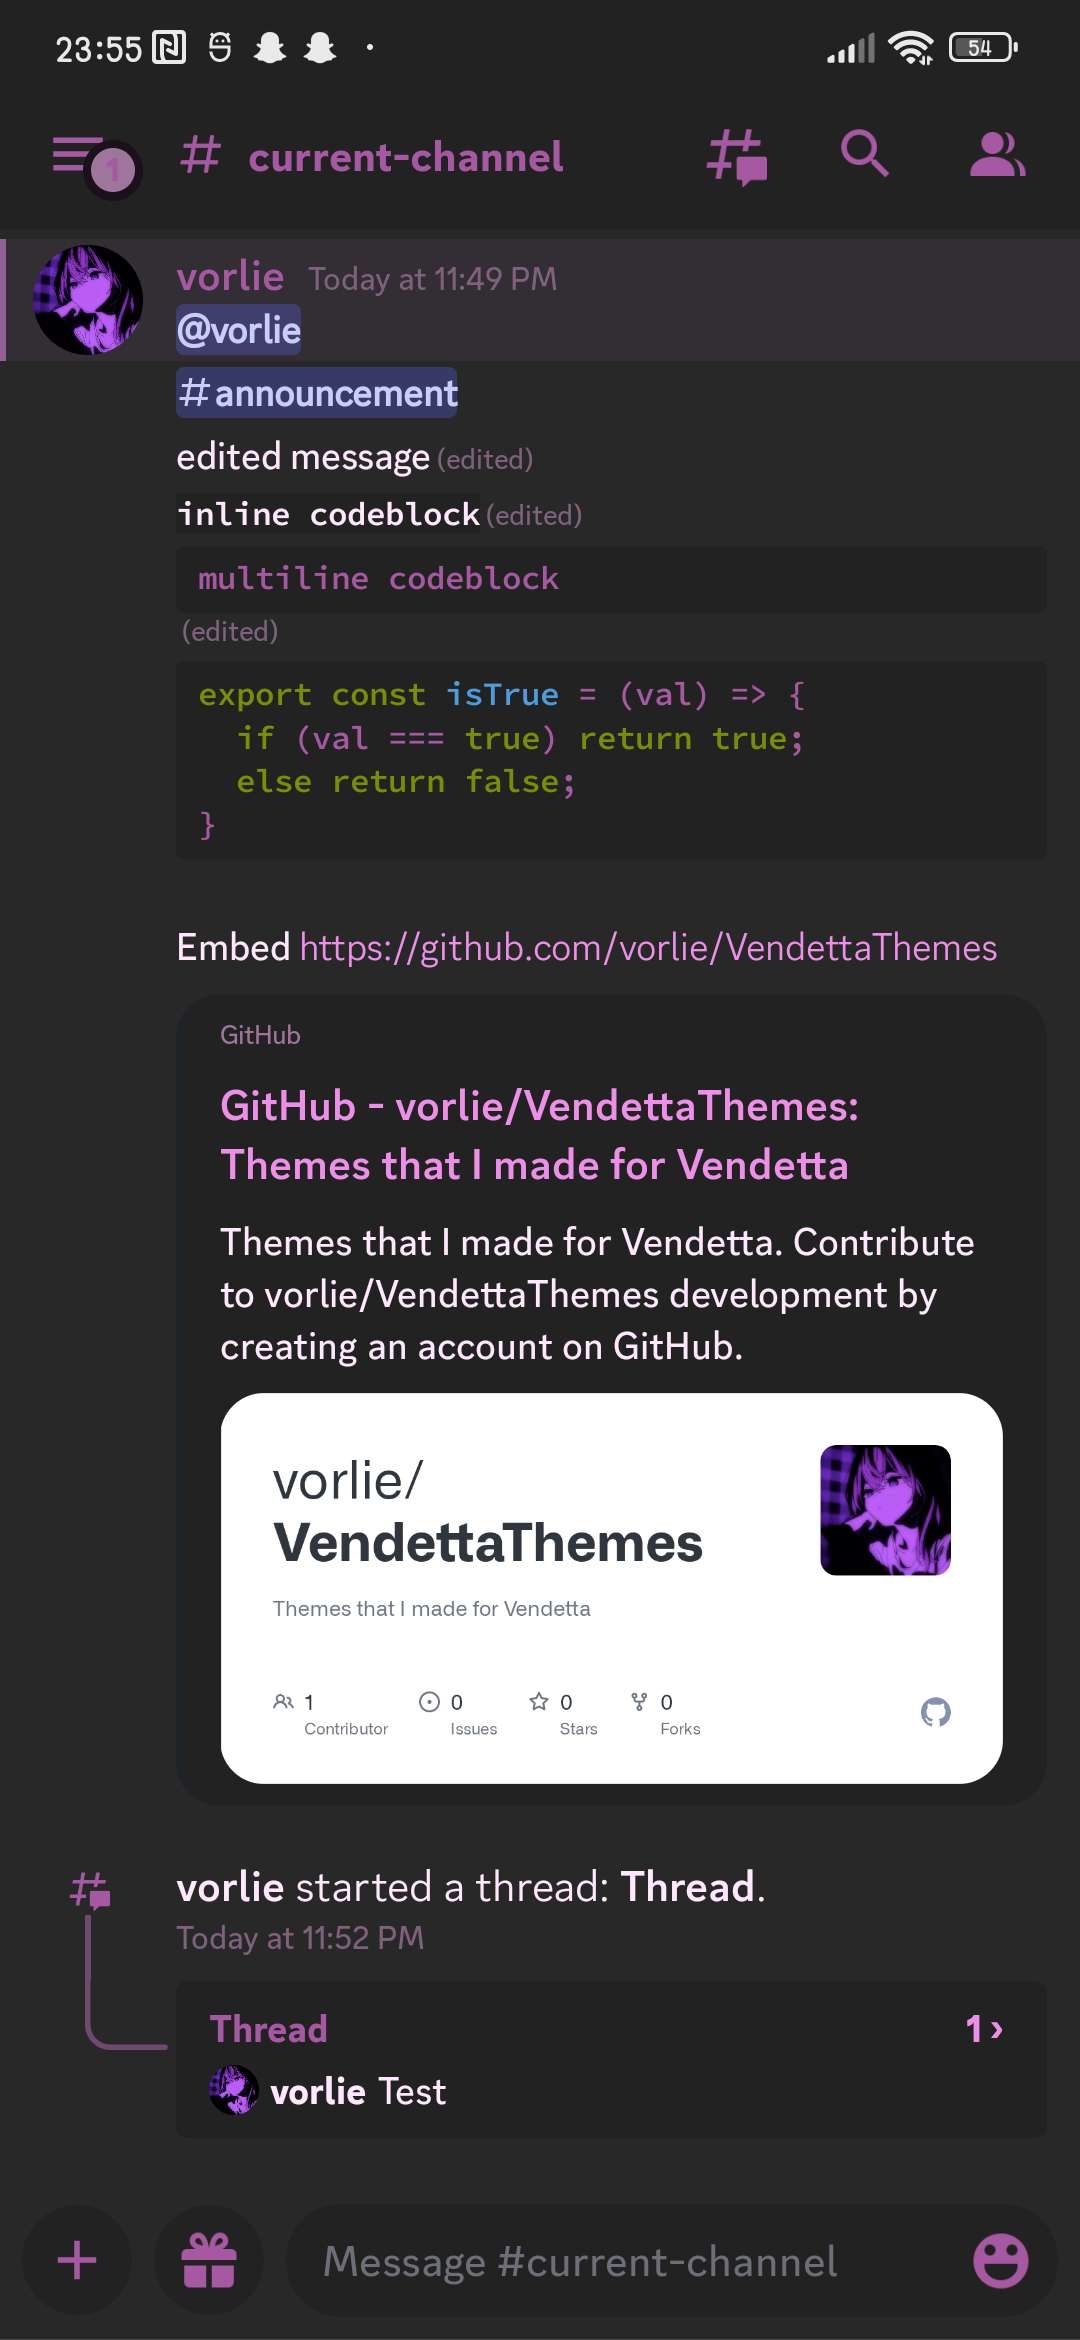 23:55
54
1
# current-channel
vorlie Today at 11:49 PM
@vorlie
#announcement
edited message (edited)
inline codeblock (edited)
multiline codeblock
(edited)
export const isTrue = (val) => {
  if (val === true) return true;
  else return false;
}
Embed https://github.com/vorlie/VendettaThemes
GitHub
GitHub - vorlie/VendettaThemes:
Themes that I made for Vendetta
Themes that I made for Vendetta. Contribute
to vorlie/VendettaThemes development by
creating an account on GitHub.
vorlie/
VendettaThemes
Themes that I made for Vendetta
1 0 0 0
Contributor Issues Stars Forks
vorlie started a thread: Thread.
Today at 11:52 PM
Thread 1 ›
vorlie Test
Message #current-channel